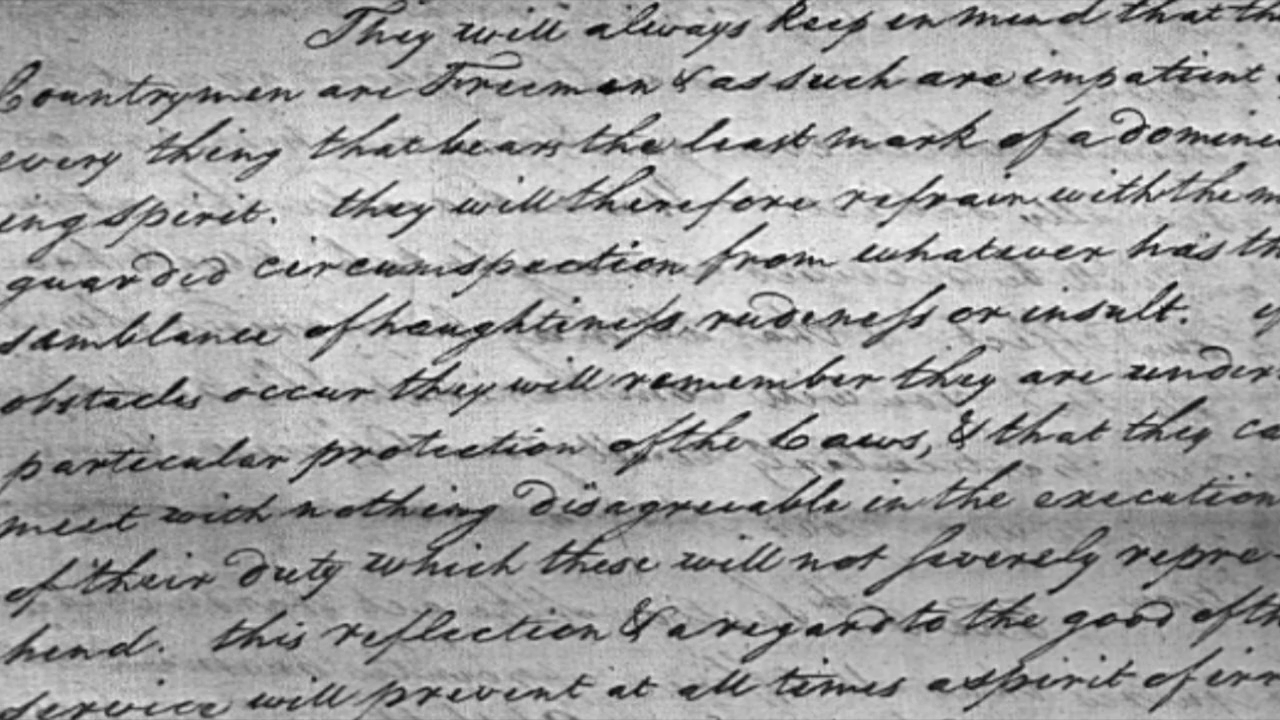 They will always keep in mind that th
Countrymen are Freemen & as such are impatient
every thing that bears the least mark of a domine
ing spirit. they will therefore refrain with the m
guarded circumspection from whatever has th
semblance of haughtiness, rudeness or insult.
obstacles occur they will remember they are under
particular protection of the Laws, & that they ca
meet with nothing disagreeable in the execution
of their duty which these will not severely repre
hend. this reflection & a regard to the good of th
service will prevent at all times a spirit of irr